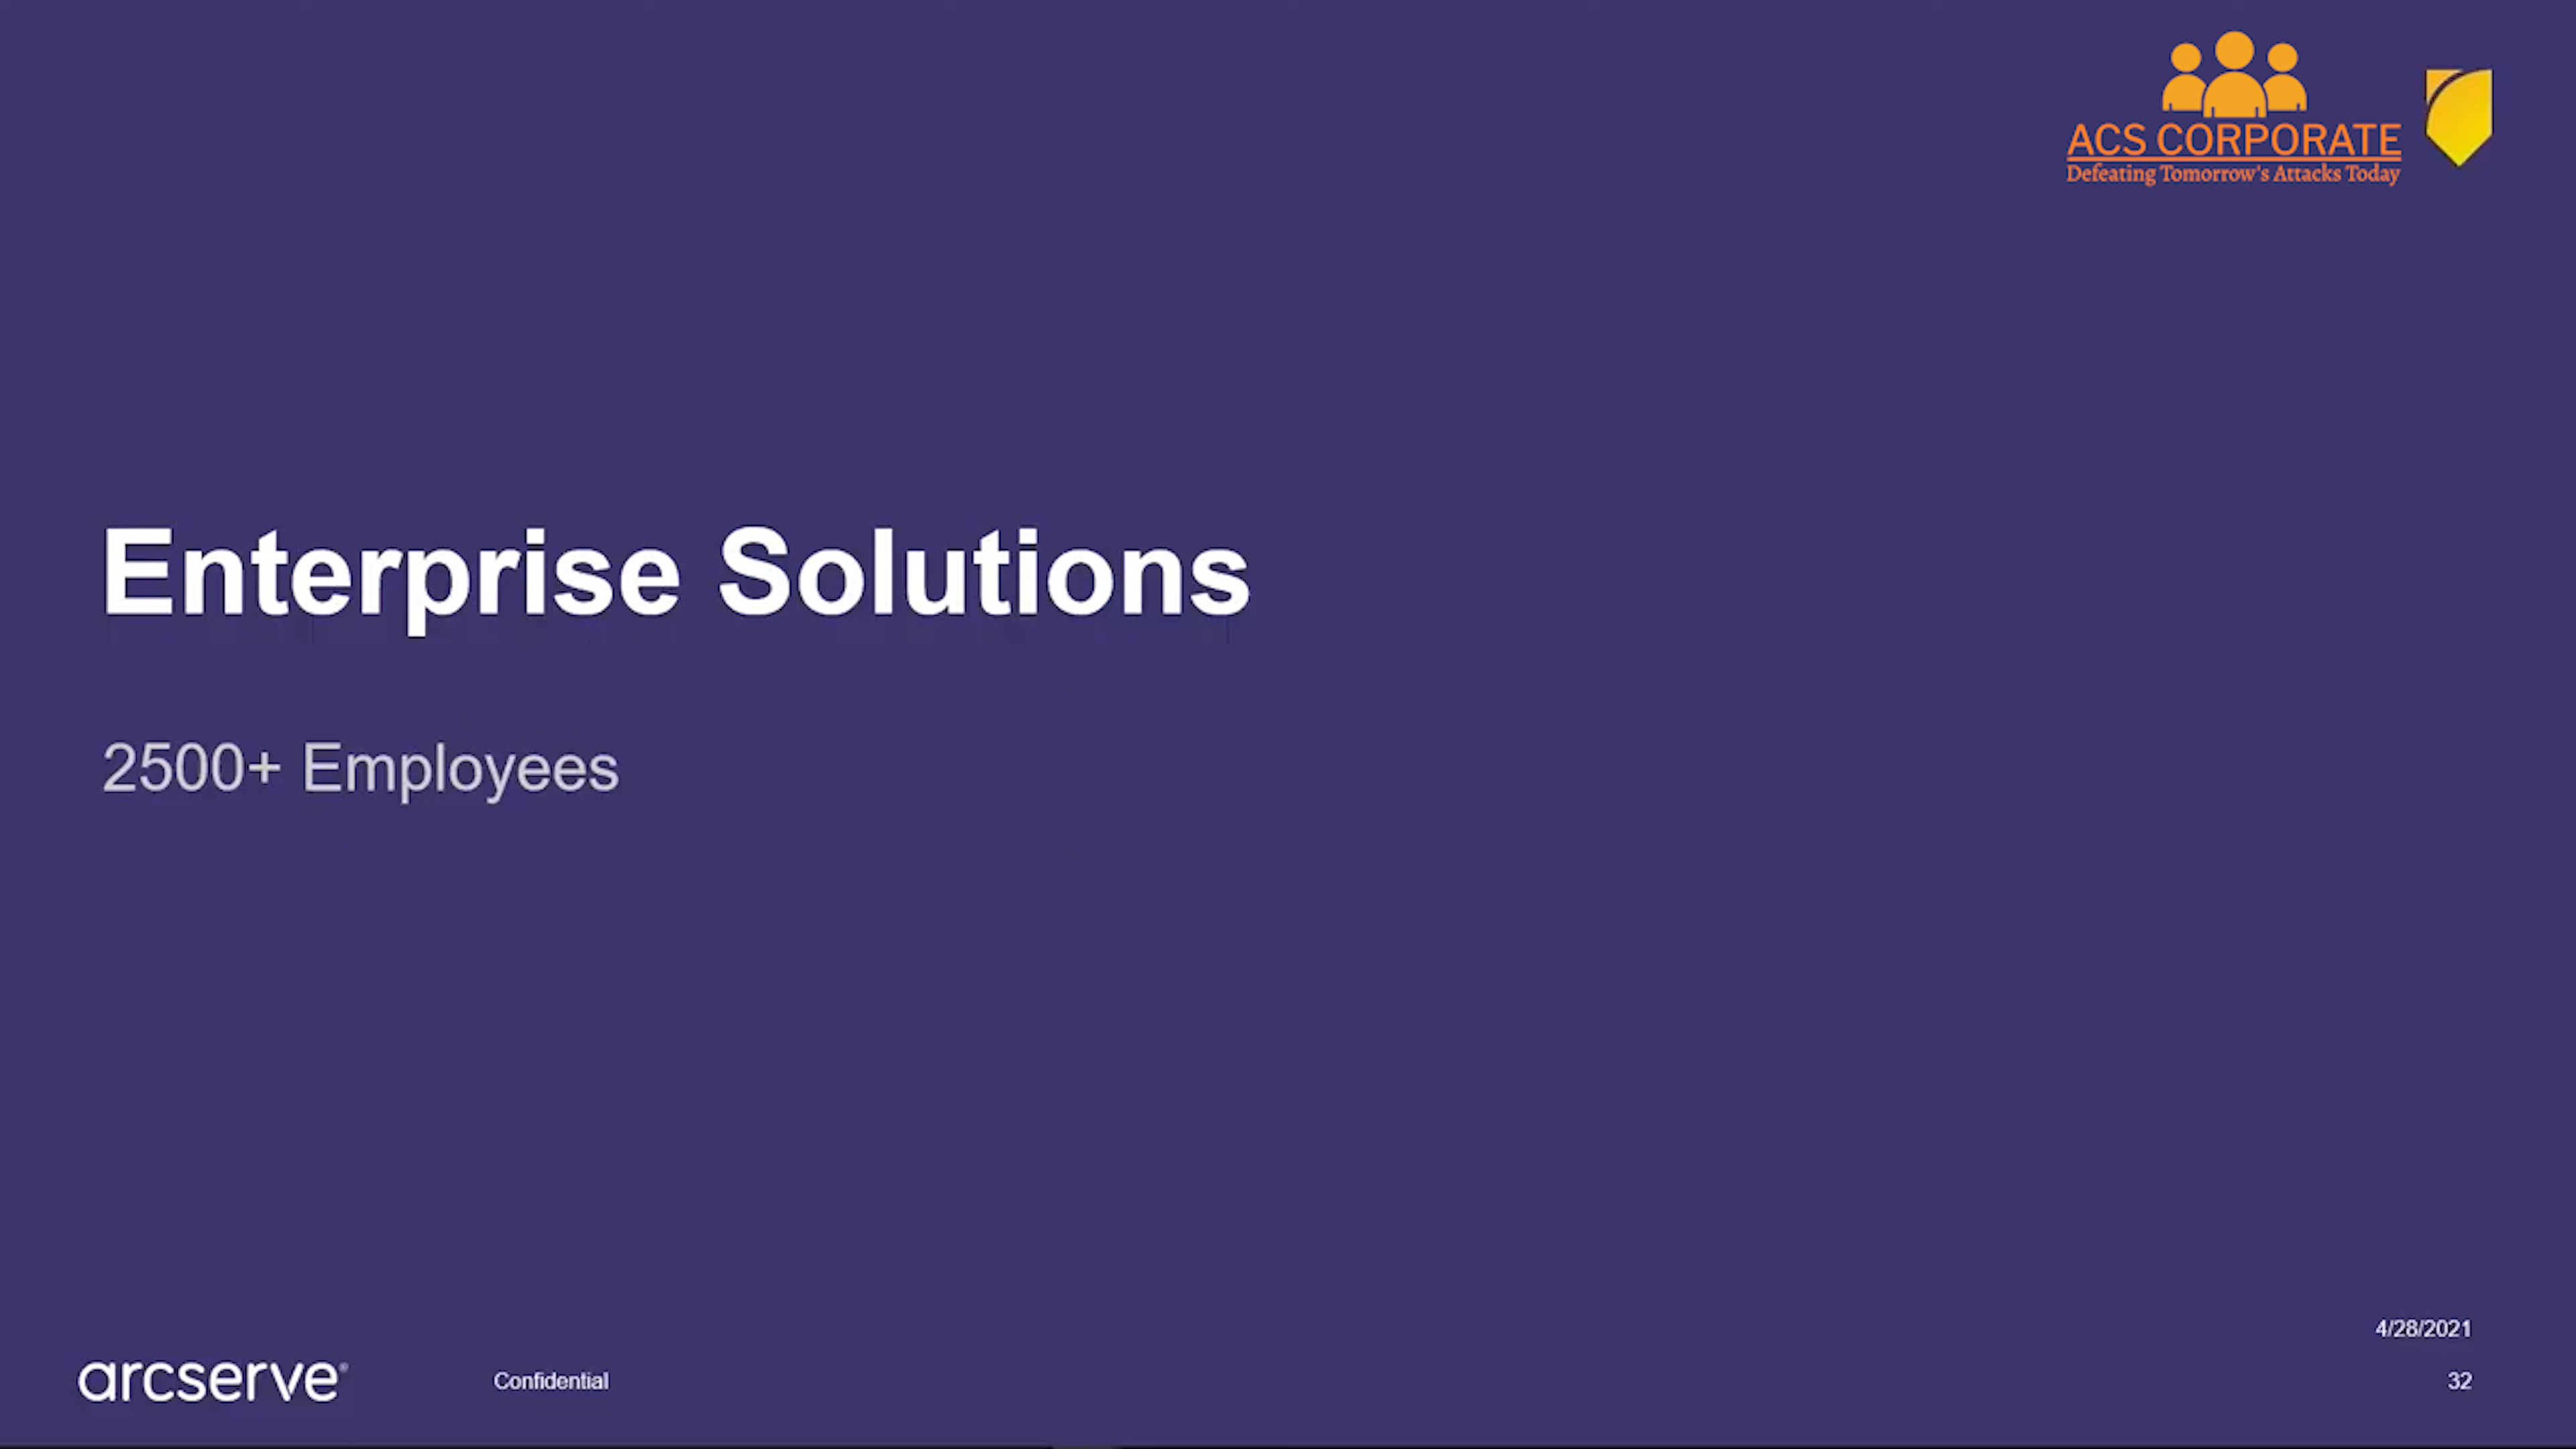 ACS CORPORATE
Defeating Tomorrow's Attacks Today
Enterprise Solutions
2500+ Employees
4/28/2021
arcserve®
Confidential
32